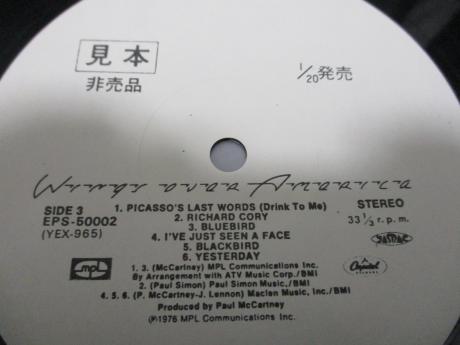 見本
非売品
1/20発売
SIDE 3
EPS-50002
(YEX-965)
STEREO
33 1/3 r.p.m.
1. PICASSO'S LAST WORDS (Drink To Me)
2. RICHARD CORY
3. BLUEBIRD
4. I'VE JUST SEEN A FACE
5. BLACKBIRD
6. YESTERDAY
JASRAC
mpl
Capitol
1. 3. (McCartney) MPL Communications Inc.
By Arrangement with ATV Music Corp./BMI
2. (Paul Simon) Paul Simon Music,/BMI
4. 5. 6. (P. McCartney-J. Lennon) Maclen Music, Inc./BMI
Produced by Paul McCartney
℗1976 MPL Communications Inc.